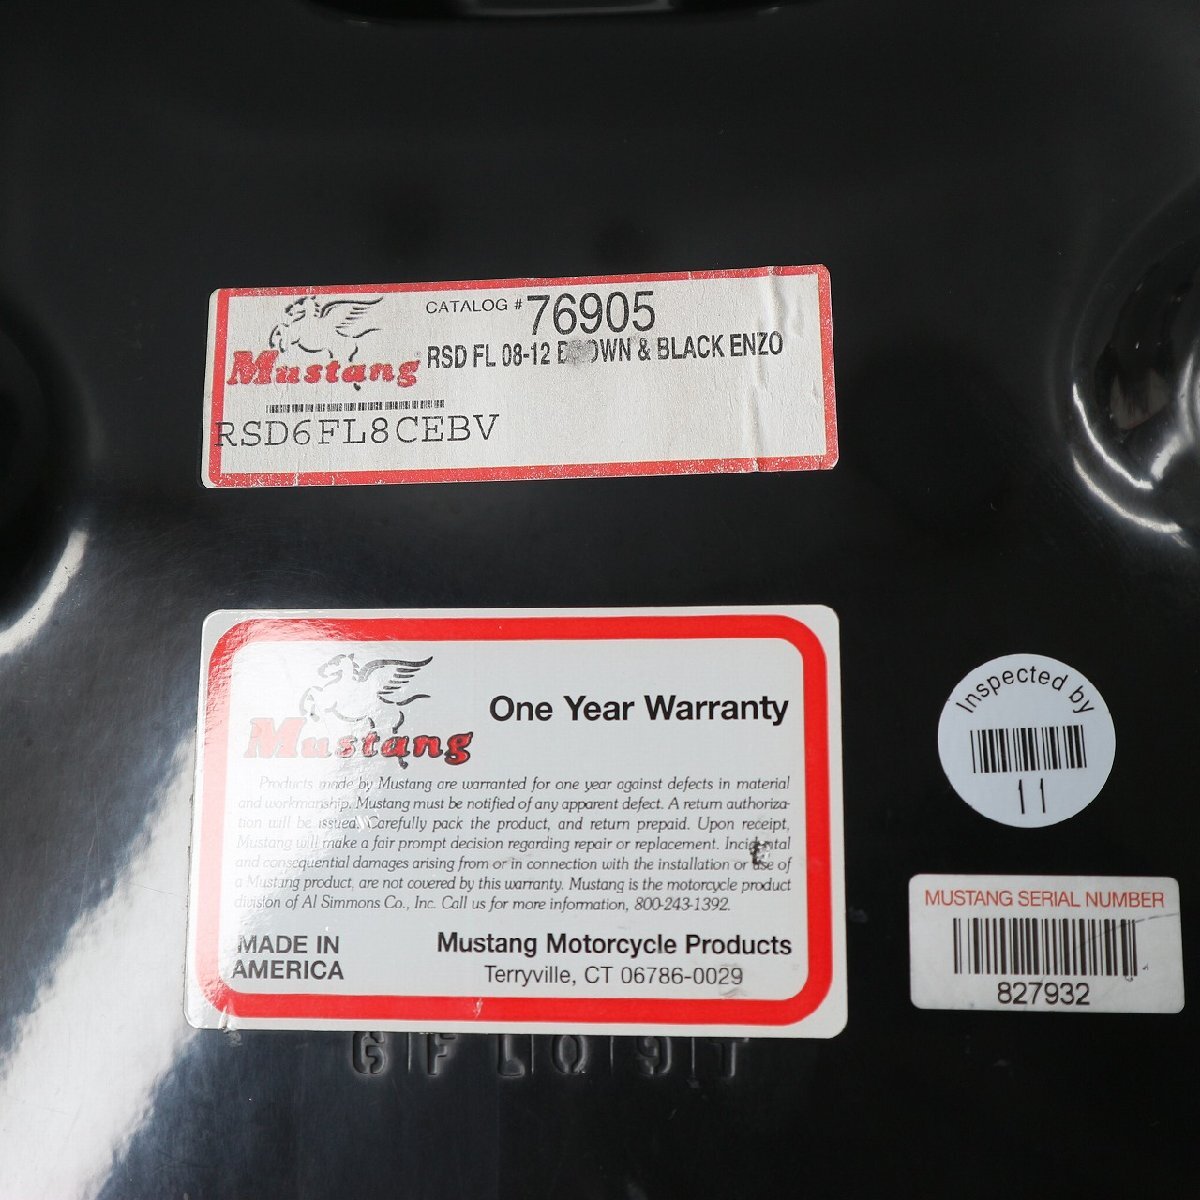 CATALOG # 76905
Mustang
RSD FL 08-12 BROWN & BLACK ENZO
RSD6FL8CEBV
Mustang
One Year Warranty
Products made by Mustang are warranted for one year against defects in material
and workmanship. Mustang must be notified of any apparent defect. A return authoriza-
tion will be issued. Carefully pack the product, and return prepaid. Upon receipt,
Mustang will make a fair prompt decision regarding repair or replacement. Incidental
and consequential damages arising from or in connection with the installation or use of
a Mustang product, are not covered by this warranty. Mustang is the motorcycle product
division of Al Simmons Co., Inc. Call us for more information, 800-243-1392.
MADE IN
AMERICA
Mustang Motorcycle Products
Terryville, CT 06786-0029
Inspected by
11
MUSTANG SERIAL NUMBER
827932